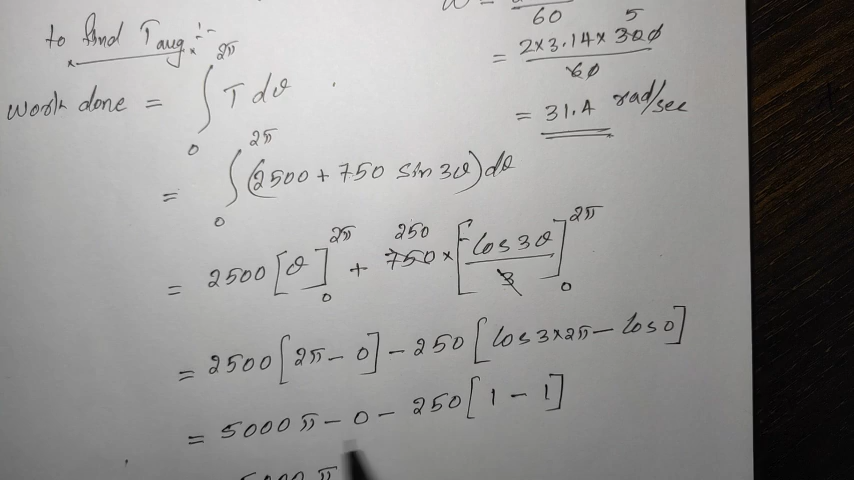 to find Tavg:-
work done = ∫₀^2π T dθ
= ∫₀^2π (2500 + 750 sin 3θ) dθ
= 2500 [θ]₀^2π + 750 250 × [-cos 3θ / 3]₀^2π
= 2500 [2π - 0] - 250 [cos 3×2π - cos 0]
= 5000 π - 0 - 250 [1 - 1]
5000 π
60
= 2×3.14×300 5 / 60
= 31.4 rad/sec